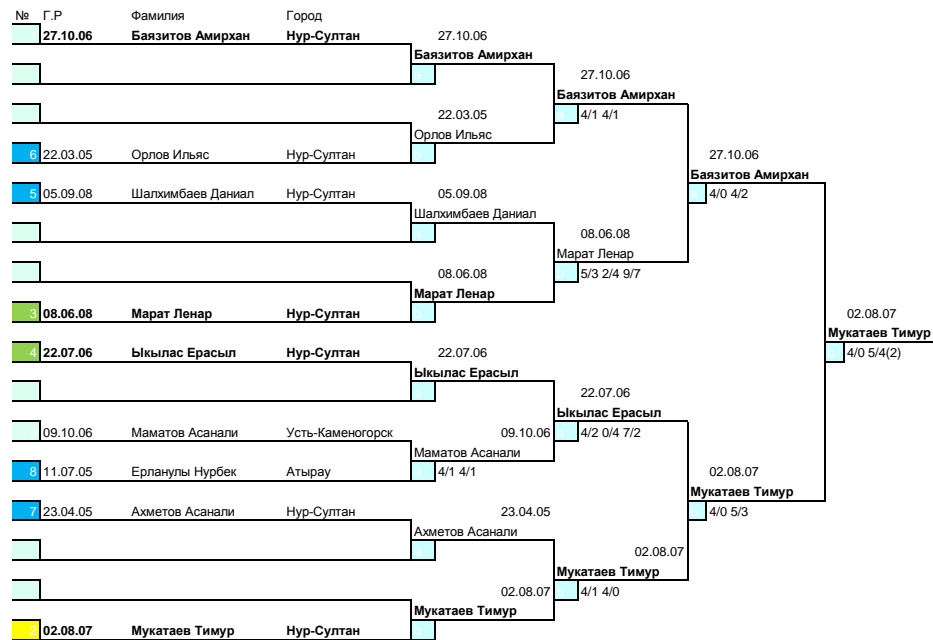 № Г.Р Фамилия Город
27.10.06 Баязитов Амирхан Нур-Султан 27.10.06
Баязитов Амирхан
27.10.06
Баязитов Амирхан
22.03.05 4/1 4/1
Орлов Ильяс
6 22.03.05 Орлов Ильяс Нур-Султан 27.10.06
Баязитов Амирхан
5 05.09.08 Шалхимбаев Даниал Нур-Султан 05.09.08 4/0 4/2
Шалхимбаев Даниал
08.06.08
Марат Ленар
08.06.08 5/3 2/4 9/7
Марат Ленар
3 08.06.08 Марат Ленар Нур-Султан 02.08.07
Мукатаев Тимур
4 22.07.06 Ыкылас Ерасыл Нур-Султан 22.07.06 4/0 5/4(2)
Ыкылас Ерасыл
22.07.06
Ыкылас Ерасыл
09.10.06 Маматов Асанали Усть-Каменогорск 09.10.06 4/2 0/4 7/2
Маматов Асанали
8 11.07.05 Ерланулы Нурбек Атырау 4/1 4/1 02.08.07
Мукатаев Тимур
7 23.04.05 Ахметов Асанали Нур-Султан 23.04.05 4/0 5/3
Ахметов Асанали
02.08.07
Мукатаев Тимур
02.08.07 4/1 4/0
Мукатаев Тимур
2 02.08.07 Мукатаев Тимур Нур-Султан